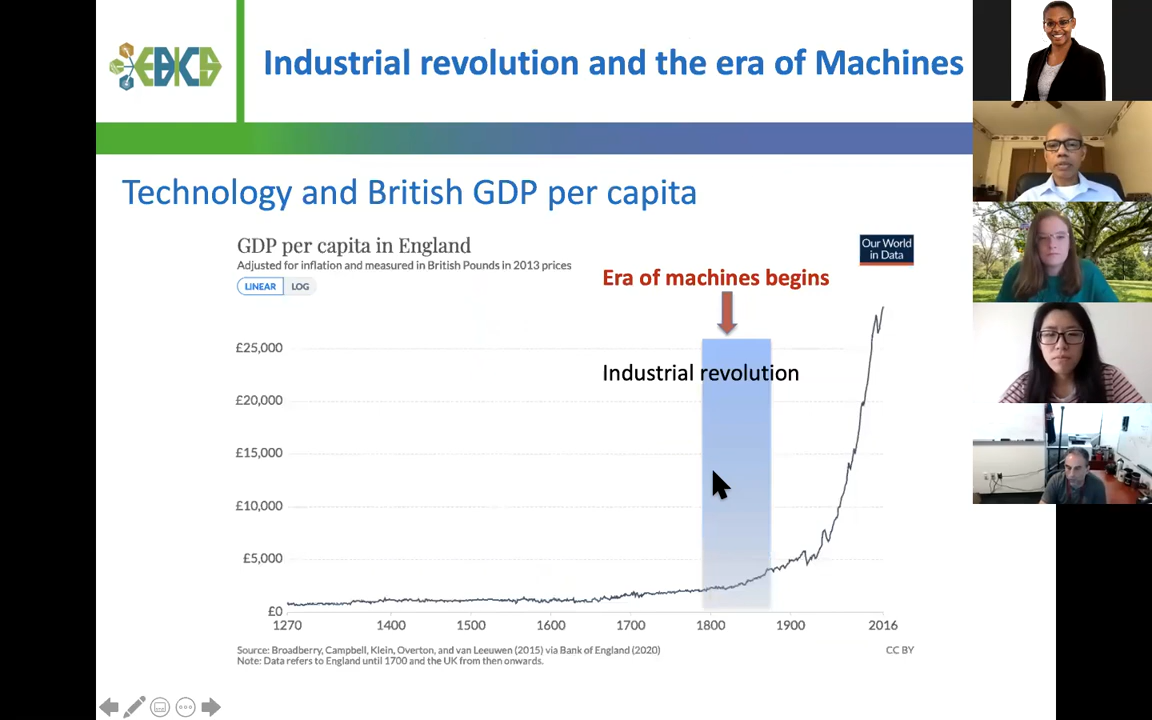 EDICS
Industrial revolution and the era of Machines
Technology and British GDP per capita
GDP per capita in England
Adjusted for inflation and measured in British Pounds in 2013 prices
LINEAR LOG
Our World
in Data
Era of machines begins
Industrial revolution
£25,000
£20,000
£15,000
£10,000
£5,000
£0
1270 1400 1500 1600 1700 1800 1900 2016
Source: Broadberry, Campbell, Klein, Overton, and van Leeuwen (2015) via Bank of England (2020)
CC BY
Note: Data refers to England until 1700 and the UK from then onwards.